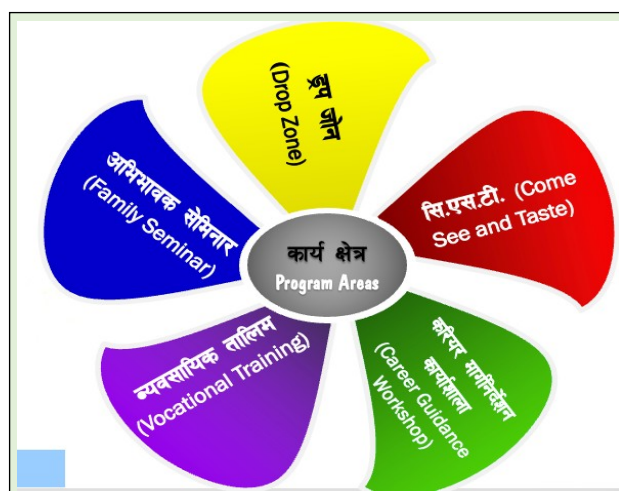 कार्य क्षेत्र
Program Areas
ड्रप जोन
(Drop Zone)
सि.एस.टी. (Come
See and Taste)
करियर मार्गनिर्देशन
कार्यशाला
(Career Guidance
Workshop)
व्यवसायिक तालिम
(Vocational Training)
अभिभावक सेमिनार
(Family Seminar)